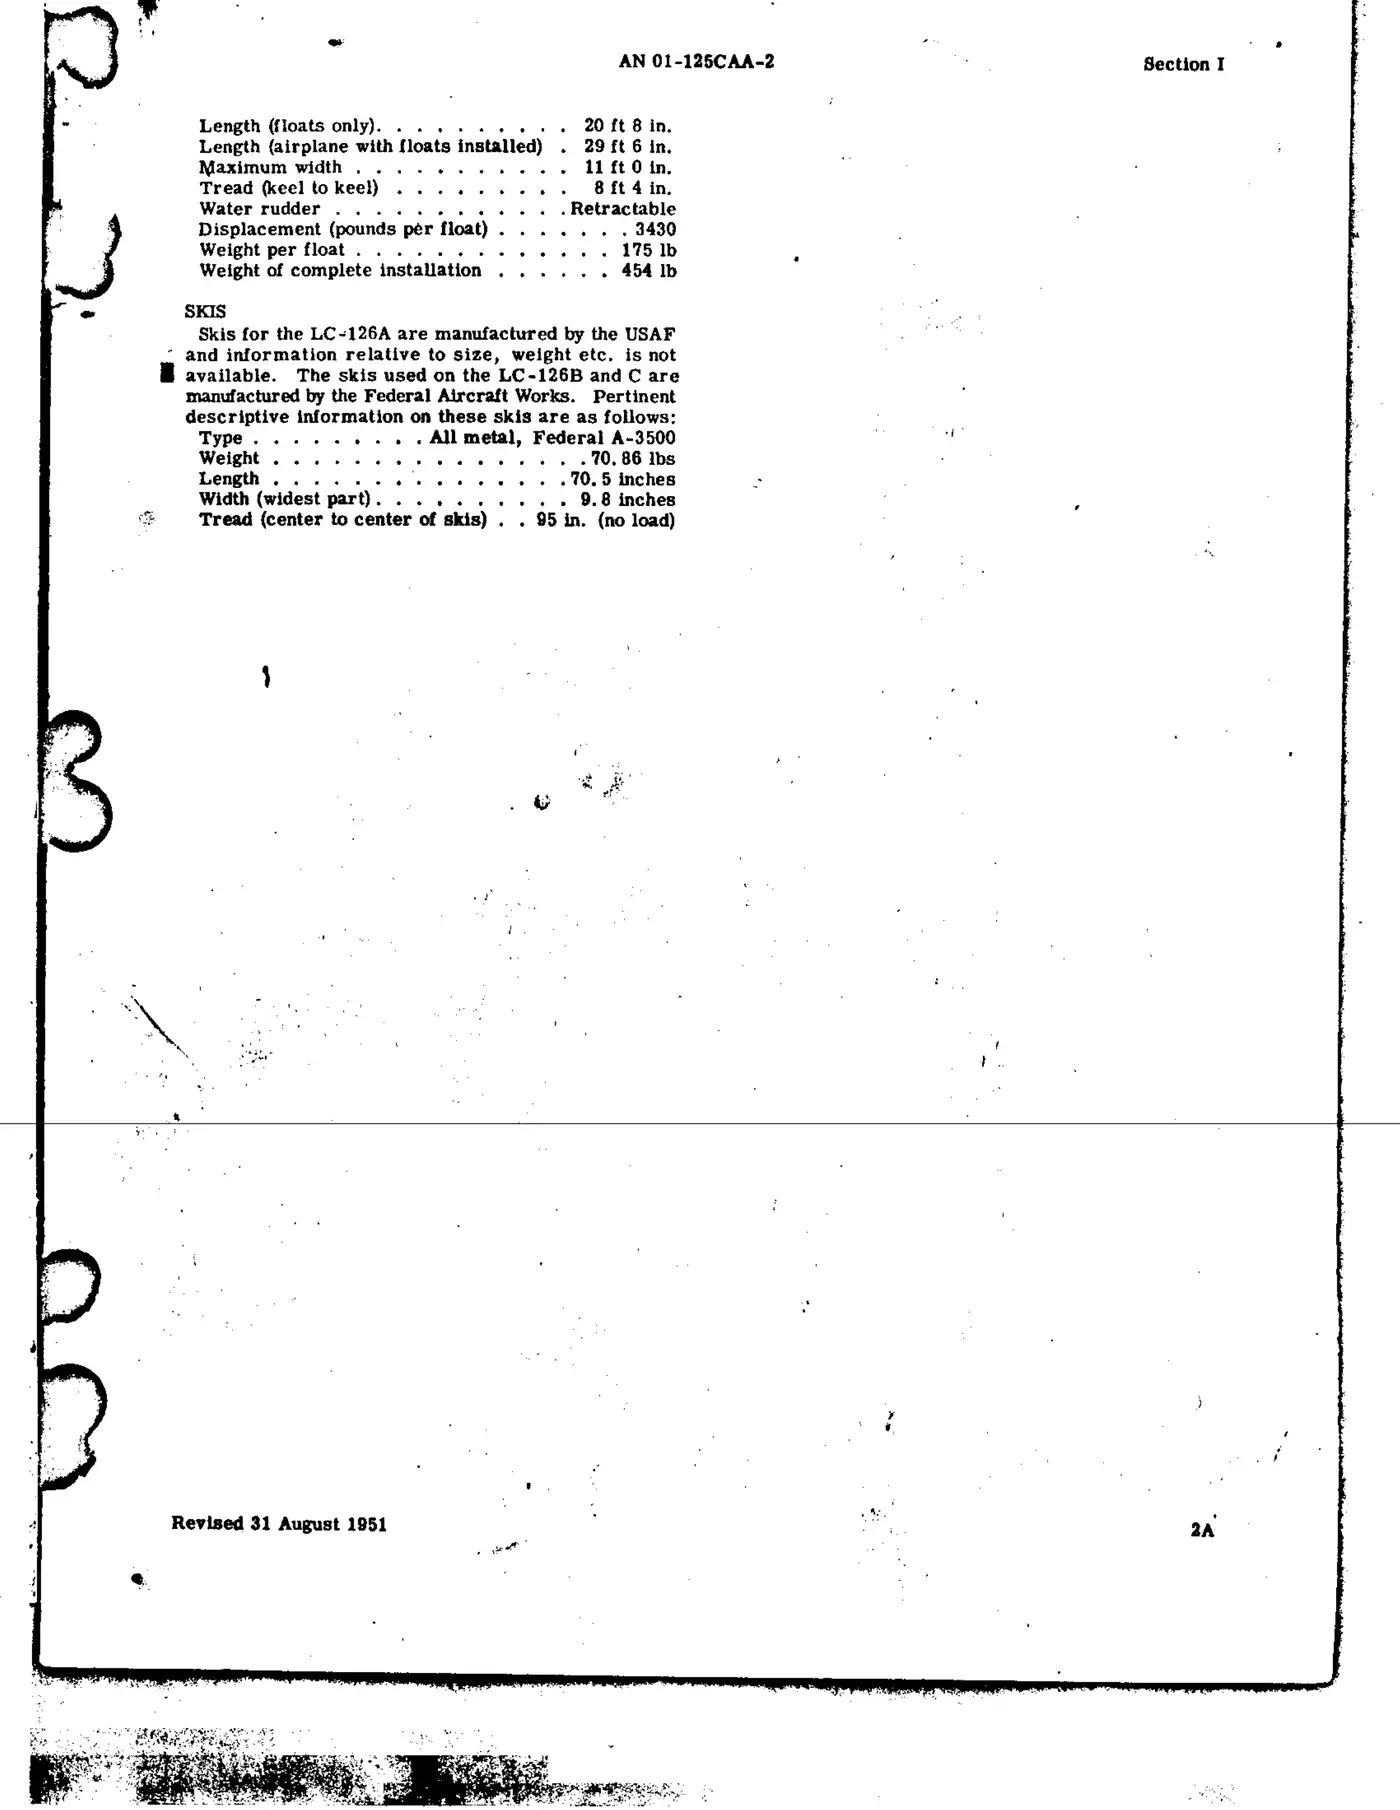 AN 01-125CAA-2
Section I
Length (floats only). . . . . . . . . . 20 ft 8 in.
Length (airplane with floats installed) . 29 ft 6 in.
Maximum width . . . . . . . . . . . 11 ft 0 in.
Tread (keel to keel) . . . . . . . . . 8 ft 4 in.
Water rudder . . . . . . . . . . . . Retractable
Displacement (pounds per float) . . . . . . . 3430
Weight per float . . . . . . . . . . . . . 175 lb
Weight of complete installation . . . . . . 454 lb
SKIS
Skis for the LC-126A are manufactured by the USAF
and information relative to size, weight etc. is not
available. The skis used on the LC-126B and C are
manufactured by the Federal Aircraft Works. Pertinent
descriptive information on these skis are as follows:
Type . . . . . . . . . All metal, Federal A-3500
Weight . . . . . . . . . . . . . . . . 70.86 lbs
Length . . . . . . . . . . . . . . . 70.5 inches
Width (widest part). . . . . . . . . . 9.8 inches
Tread (center to center of skis) . . 95 in. (no load)
Revised 31 August 1951
2A